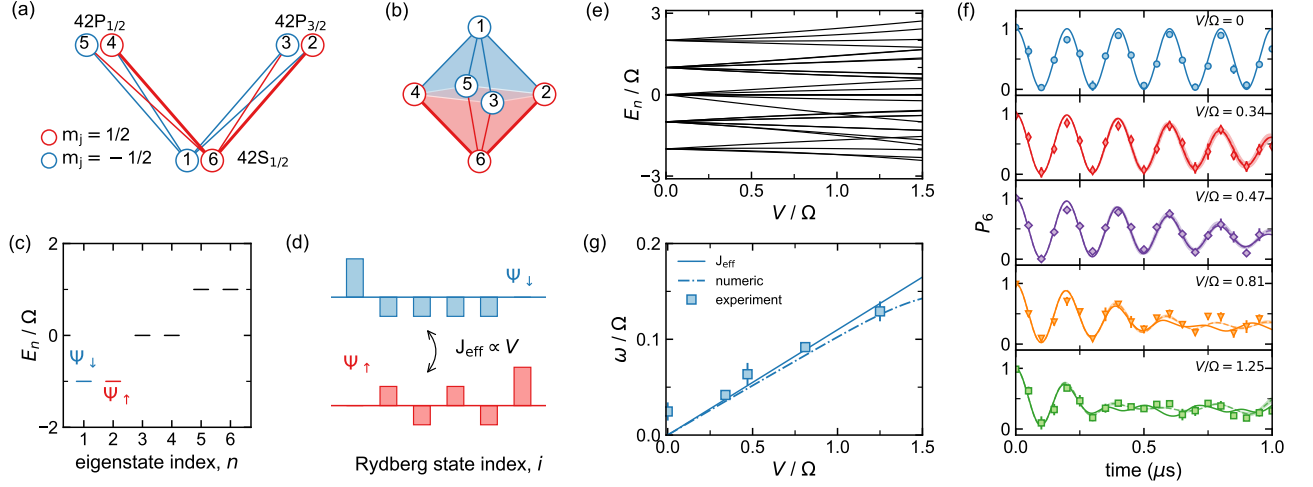 (a)
42P1/2
42P3/2
5
4
3
2
mj = 1/2
mj = − 1/2
1
6
42S1/2
(b)
1
4
5
3
2
6
(c)
En / Ω
2
0
−2
Ψ↓
Ψ↑
1 2 3 4 5 6
eigenstate index, n
(d)
Ψ↓
Jeff ∝ V
Ψ↑
Rydberg state index, i
(e)
En / Ω
3
0
−3
0.0 0.5 1.0 1.5
V / Ω
(g)
ω / Ω
0.2
0.1
0.0
Jeff
numeric
experiment
0.0 0.5 1.0 1.5
V / Ω
(f)
P6
V/Ω = 0
1
0
V/Ω = 0.34
1
0
V/Ω = 0.47
1
0
V/Ω = 0.81
1
0
V/Ω = 1.25
1
0
0.0 0.5 1.0
time (μs)